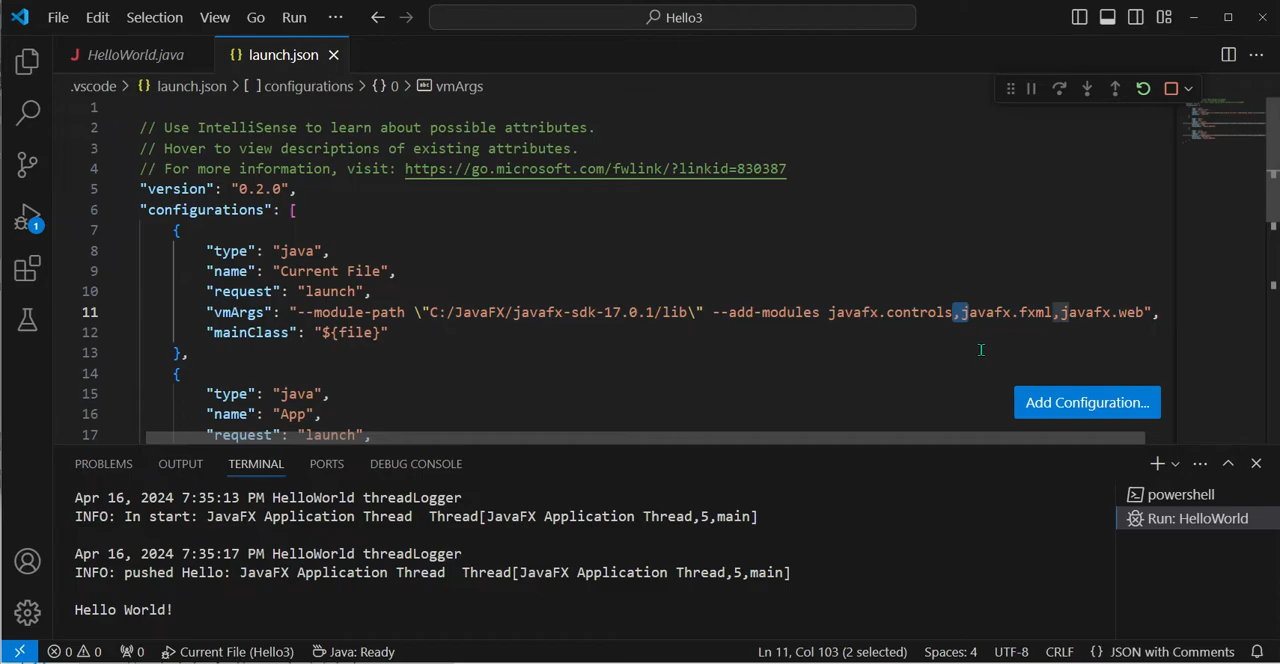 File Edit Selection View Go Run ··· Hello3
HelloWorld.java {} launch.json
.vscode > {} launch.json > [ ] configurations > {} 0 > vmArgs
1
2 // Use IntelliSense to learn about possible attributes.
3 // Hover to view descriptions of existing attributes.
4 // For more information, visit: https://go.microsoft.com/fwlink/?linkid=830387
5 "version": "0.2.0",
6 "configurations": [
7 {
8 "type": "java",
9 "name": "Current File",
10 "request": "launch",
11 "vmArgs": "--module-path \"C:/JavaFX/javafx-sdk-17.0.1/lib\" --add-modules javafx.controls,javafx.fxml,javafx.web",
12 "mainClass": "${file}"
13 },
14 {
15 "type": "java",
16 "name": "App",
17 "request": "launch",
Add Configuration...
1
PROBLEMS OUTPUT TERMINAL PORTS DEBUG CONSOLE
Apr 16, 2024 7:35:13 PM HelloWorld threadLogger
INFO: In start: JavaFX Application Thread  Thread[JavaFX Application Thread,5,main]
Apr 16, 2024 7:35:17 PM HelloWorld threadLogger
INFO: pushed Hello: JavaFX Application Thread  Thread[JavaFX Application Thread,5,main]
Hello World!
powershell
Run: HelloWorld
0 0 0 Current File (Hello3) Java: Ready Ln 11, Col 103 (2 selected) Spaces: 4 UTF-8 CRLF {} JSON with Comments